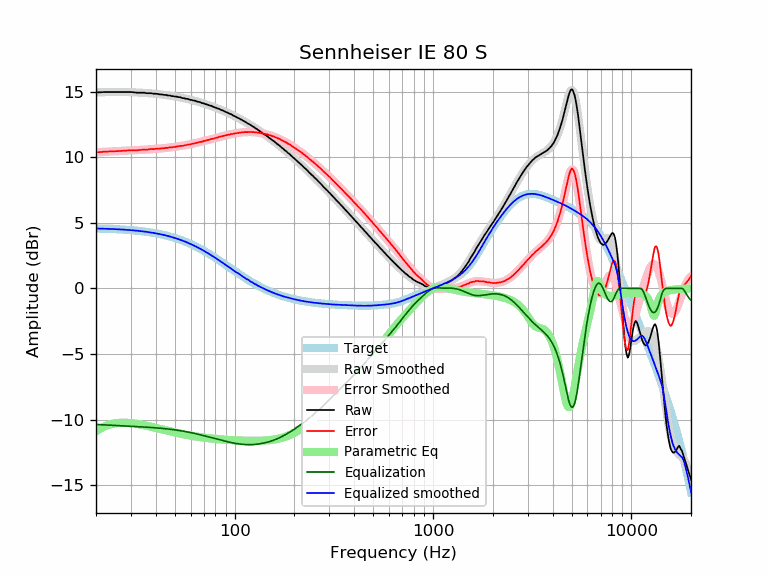 Sennheiser IE 80 S
15
10
5
0
−5
−10
−15
Amplitude (dBr)
Target
Raw Smoothed
Error Smoothed
Raw
Error
Parametric Eq
Equalization
Equalized smoothed
100
1000
10000
Frequency (Hz)